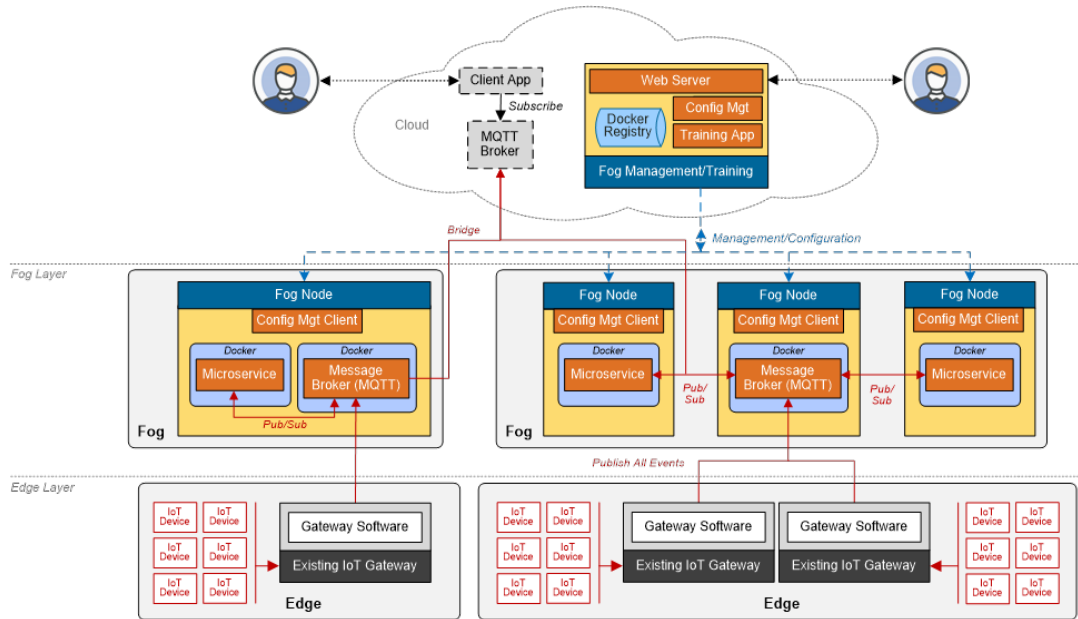 Cloud
Client App
Subscribe
MQTT
Broker
Web Server
Docker
Registry
Config Mgt
Training App
Fog Management/Training
Bridge
Management/Configuration
Fog Layer
Fog Node
Config Mgt Client
Docker
Microservice
Docker
Message
Broker (MQTT)
Pub/Sub
Fog
Fog Node
Config Mgt Client
Docker
Microservice
Pub/
Sub
Fog Node
Config Mgt Client
Docker
Message
Broker (MQTT)
Pub/
Sub
Fog Node
Config Mgt Client
Docker
Microservice
Fog
Publish All Events
Edge Layer
IoT
Device
IoT
Device
IoT
Device
IoT
Device
IoT
Device
IoT
Device
Gateway Software
Existing IoT Gateway
Edge
IoT
Device
IoT
Device
IoT
Device
IoT
Device
IoT
Device
IoT
Device
Gateway Software
Existing IoT Gateway
Gateway Software
Existing IoT Gateway
IoT
Device
IoT
Device
IoT
Device
IoT
Device
IoT
Device
IoT
Device
Edge